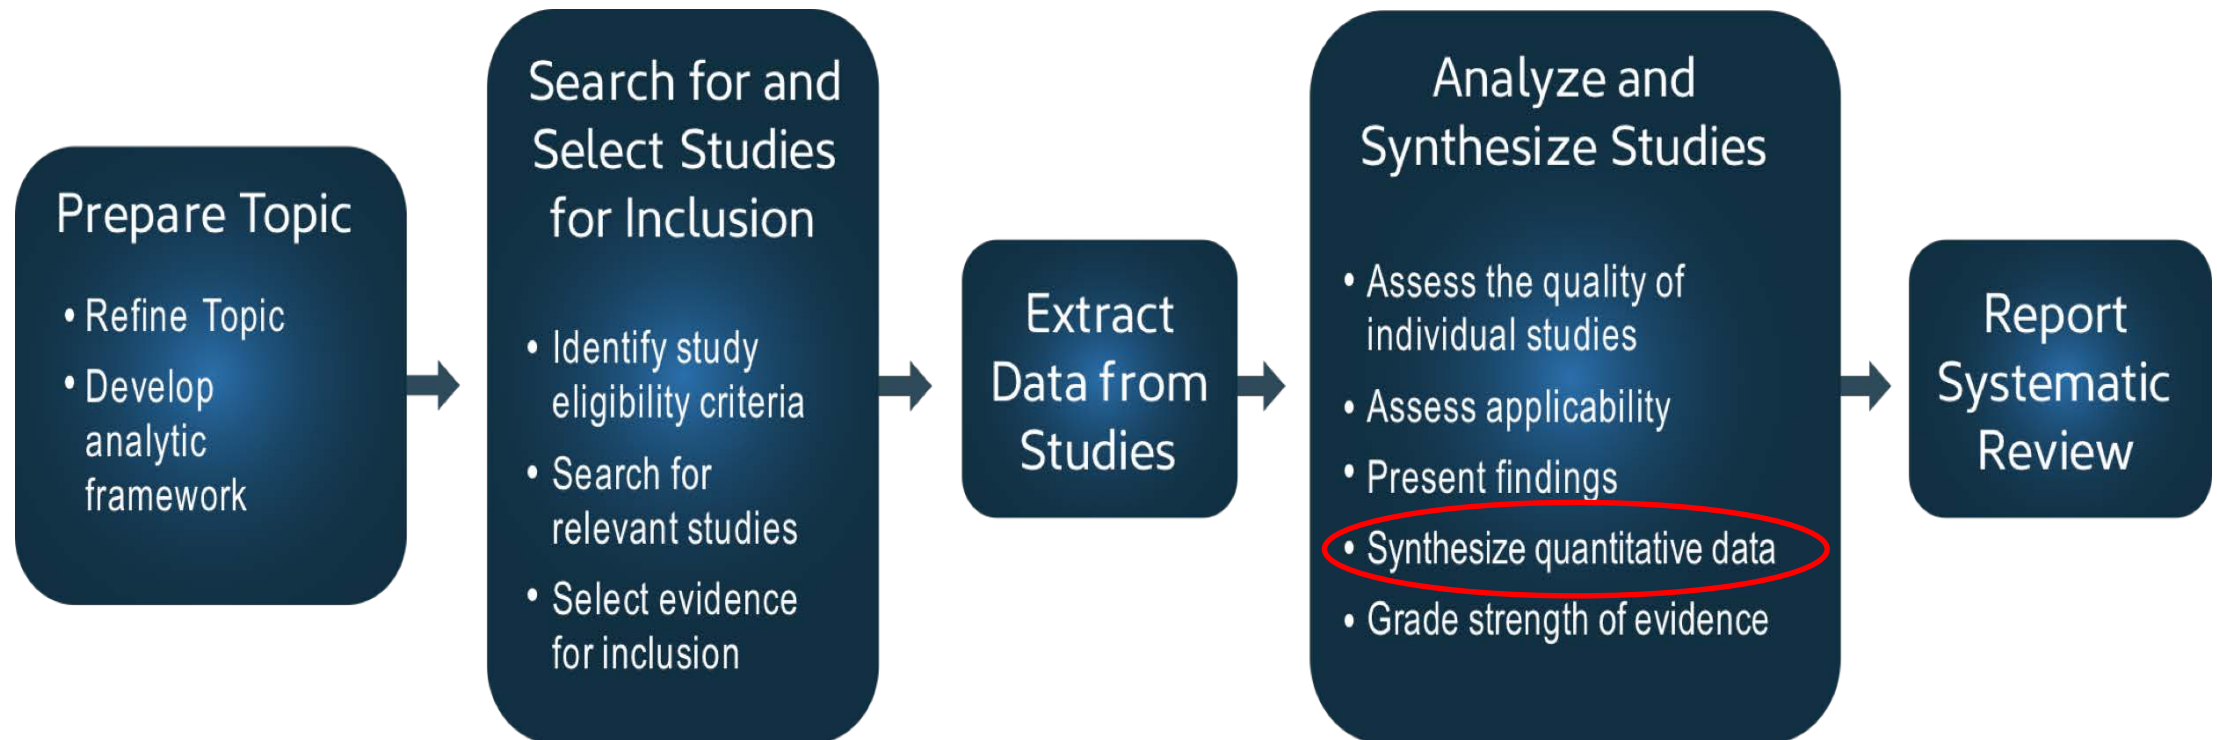 Prepare Topic
• Refine Topic
• Develop
analytic
framework
Search for and
Select Studies
for Inclusion
• Identify study
eligibility criteria
• Search for
relevant studies
• Select evidence
for inclusion
Extract
Data from
Studies
Analyze and
Synthesize Studies
• Assess the quality of
individual studies
• Assess applicability
• Present findings
• Synthesize quantitative data
• Grade strength of evidence
Report
Systematic
Review